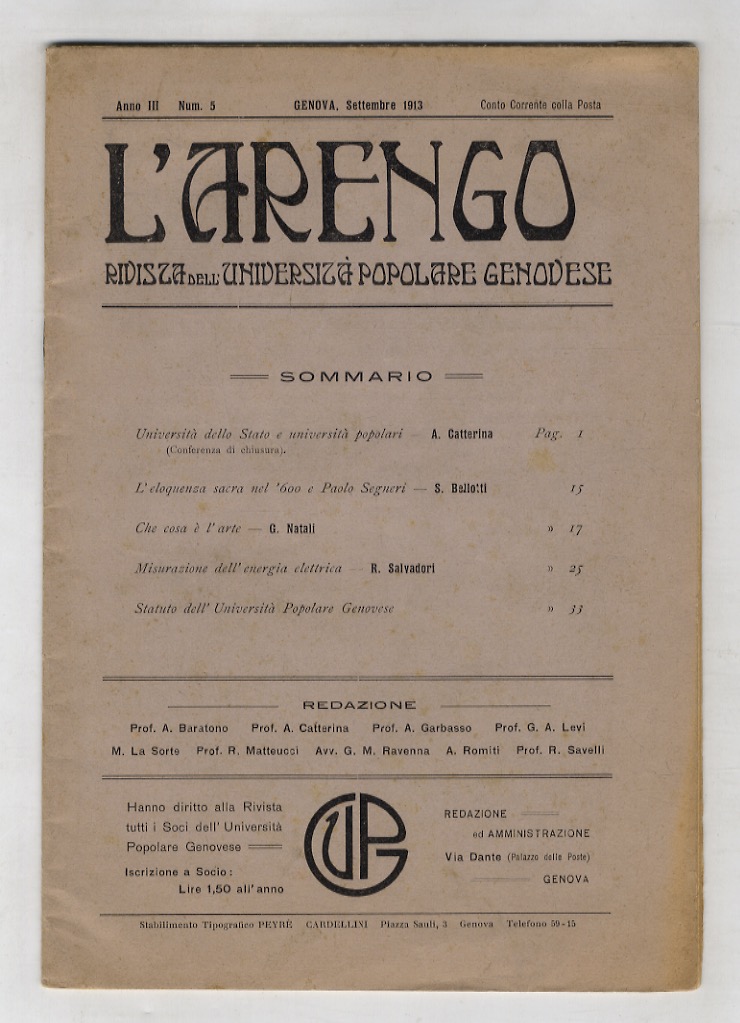 Anno III Num. 5 GENOVA, Settembre 1913 Conto Corrente colla Posta
L'ARENGO
RIVISTA DELL'UNIVERSITÀ POPOLARE GENOVESE
SOMMARIO
Università dello Stato e università popolari — A. Catterina Pag. 1
(Conferenza di chiusura).
L'eloquenza sacra nel '600 e Paolo Segneri — S. Bellotti 15
Che cosa è l'arte — G. Natali » 17
Misurazione dell'energia elettrica — R. Salvadori » 25
Statuto dell'Università Popolare Genovese » 33
REDAZIONE
Prof. A. Baratono Prof. A. Catterina Prof. A. Garbasso Prof. G. A. Levi
M. La Sorte Prof. R. Matteucci Avv. G. M. Ravenna A. Romiti Prof. R. Savelli
Hanno diritto alla Rivista
tutti i Soci dell'Università
Popolare Genovese
Iscrizione a Socio:
Lire 1,50 all'anno
UPG
REDAZIONE
ed AMMINISTRAZIONE
Via Dante (Palazzo delle Poste)
GENOVA
Stabilimento Tipografico PEYRÈ CARDELLINI Piazza Sauli, 3 Genova Telefono 59-15